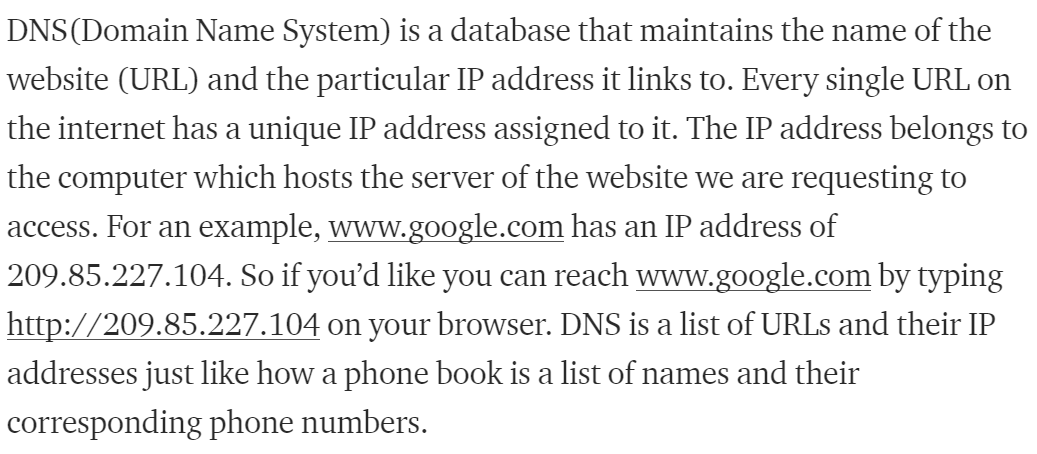 DNS(Domain Name System) is a database that maintains the name of the
website (URL) and the particular IP address it links to. Every single URL on
the internet has a unique IP address assigned to it. The IP address belongs to
the computer which hosts the server of the website we are requesting to
access. For an example, www.google.com has an IP address of
209.85.227.104. So if you’d like you can reach www.google.com by typing
http://209.85.227.104 on your browser. DNS is a list of URLs and their IP
addresses just like how a phone book is a list of names and their
corresponding phone numbers.